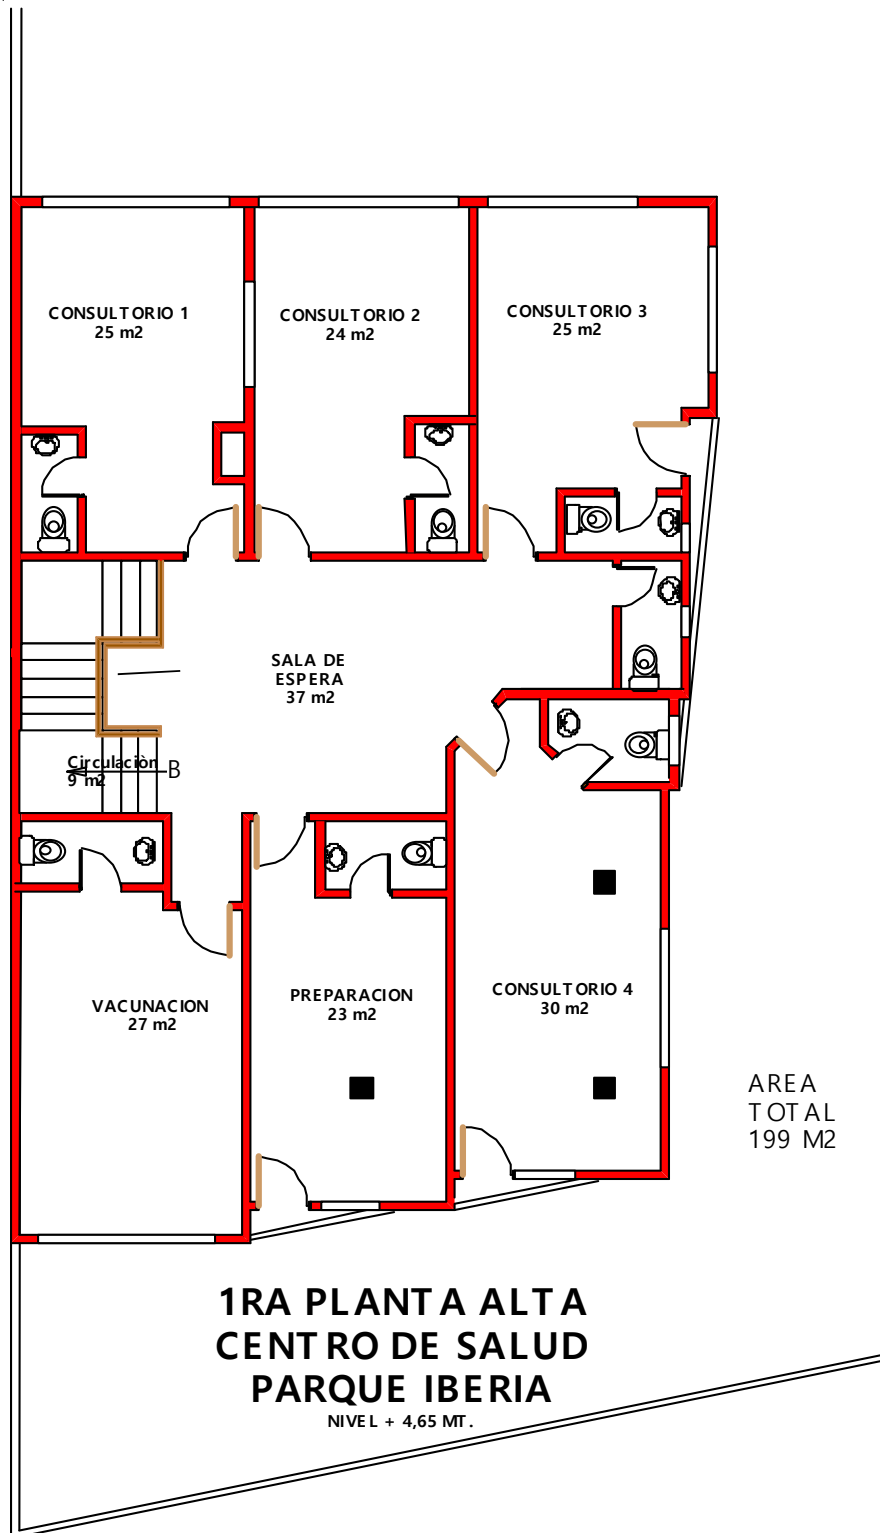 CONSULTORIO 1
25 m2
CONSULTORIO 2
24 m2
CONSULTORIO 3
25 m2
SALA DE
ESPERA
37 m2
Circulaciòn
9 m2
B
VACUNACION
27 m2
PREPARACION
23 m2
CONSULTORIO 4
30 m2
AREA
TOTAL
199 M2
1RA PLANTA ALTA
CENTRO DE SALUD
PARQUE IBERIA
NIVEL + 4,65 MT.